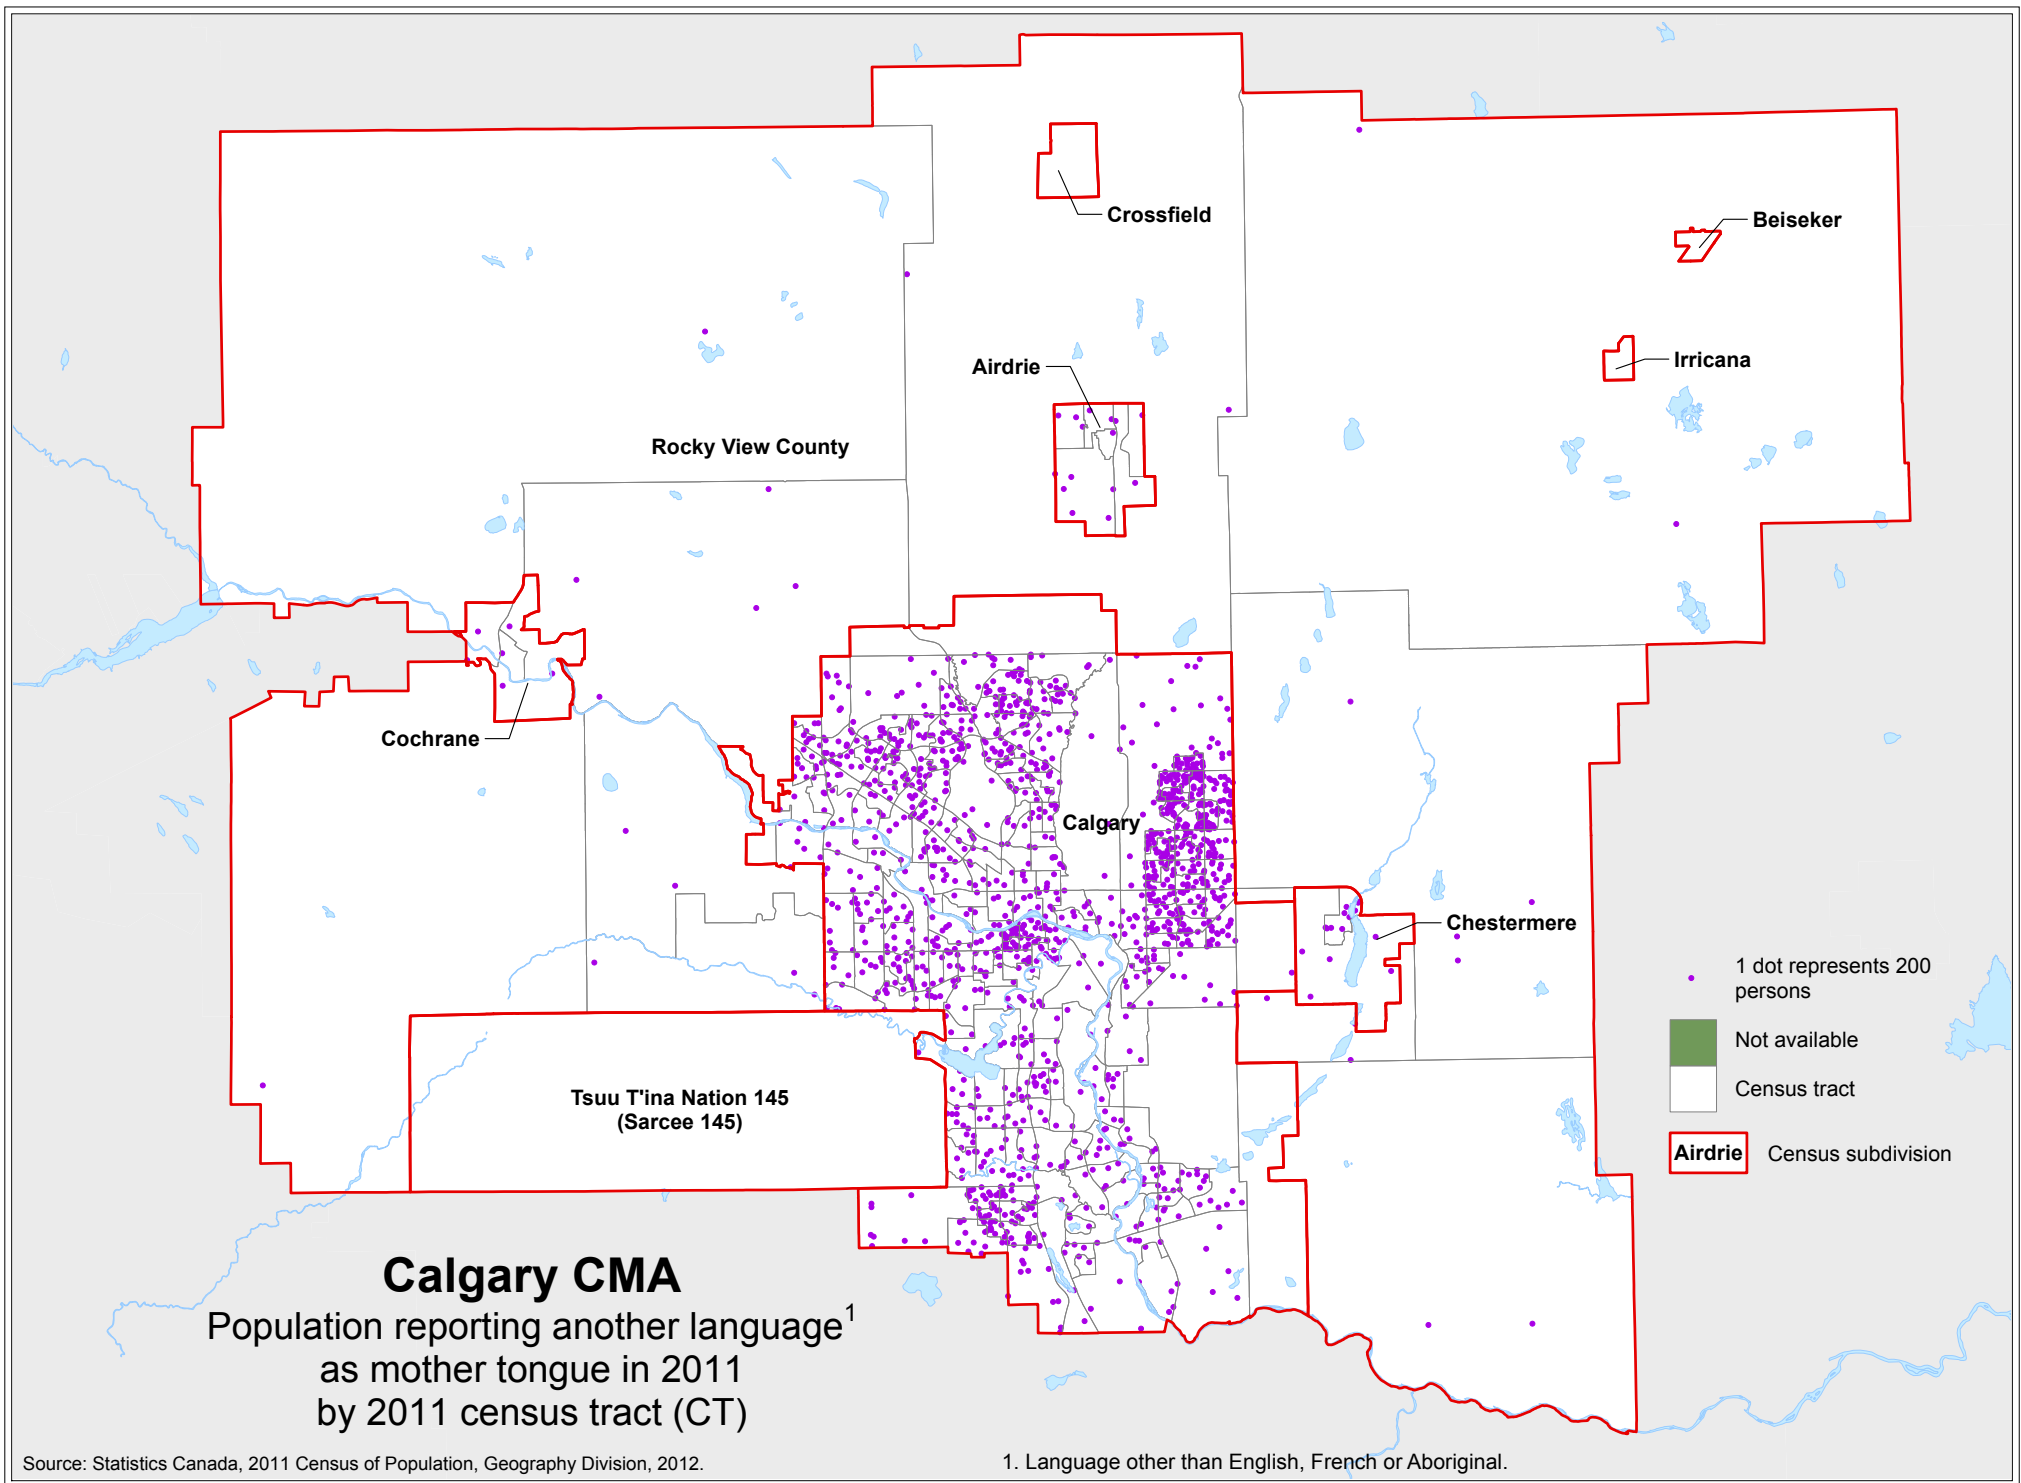 Crossfield
Beiseker
Irricana
Airdrie
Rocky View County
Cochrane
Calgary
Chestermere
Tsuu T'ina Nation 145
(Sarcee 145)
1 dot represents 200
persons
Not available
Census tract
Airdrie Census subdivision
Calgary CMA
Population reporting another language1
as mother tongue in 2011
by 2011 census tract (CT)
Source: Statistics Canada, 2011 Census of Population, Geography Division, 2012.
1. Language other than English, French or Aboriginal.